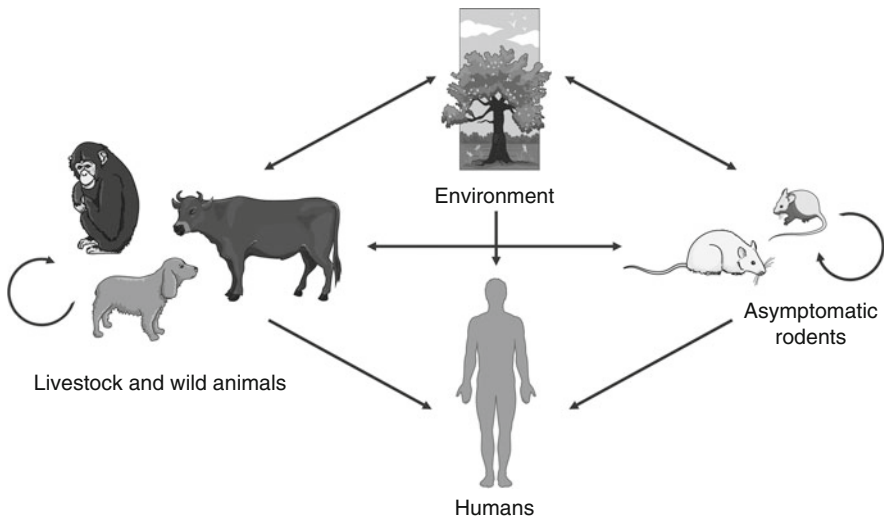 Environment
Asymptomatic
rodents
Livestock and wild animals
Humans